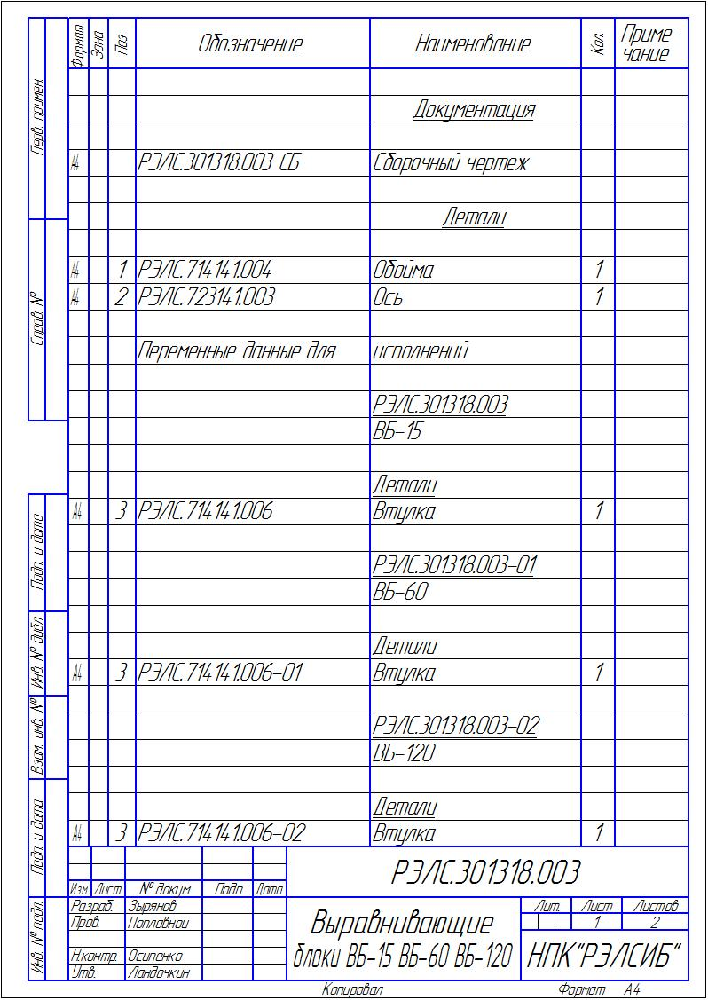 Перв. примен.
Справ. №
Подп. и дата
Инв. № дубл.
Взам. инв. №
Подп. и дата
Инв. № подл.
Формат Зона Поз. Обозначение Наименование Кол. Приме-
чание
Документация
А4 РЭЛС.301318.003 СБ Сборочный чертеж
Детали
А4 1 РЭЛС.714141.004 Обойма 1
А4 2 РЭЛС.723141.003 Ось 1
Переменные данные для исполнений
РЭЛС.301318.003
ВБ-15
Детали
А4 3 РЭЛС.714141.006 Втулка 1
РЭЛС.301318.003-01
ВБ-60
Детали
А4 3 РЭЛС.714141.006-01 Втулка 1
РЭЛС.301318.003-02
ВБ-120
Детали
А4 3 РЭЛС.714141.006-02 Втулка 1
РЭЛС.301318.003
Изм. Лист № докум. Подп. Дата
Разраб. Зырянов
Пров. Поплавной
Н.контр. Осипенко
Утв. Ландочкин
Выравнивающие
блоки ВБ-15 ВБ-60 ВБ-120
Лит. Лист Листов
1 2
НПК"РЭЛСИБ"
Копировал Формат А4